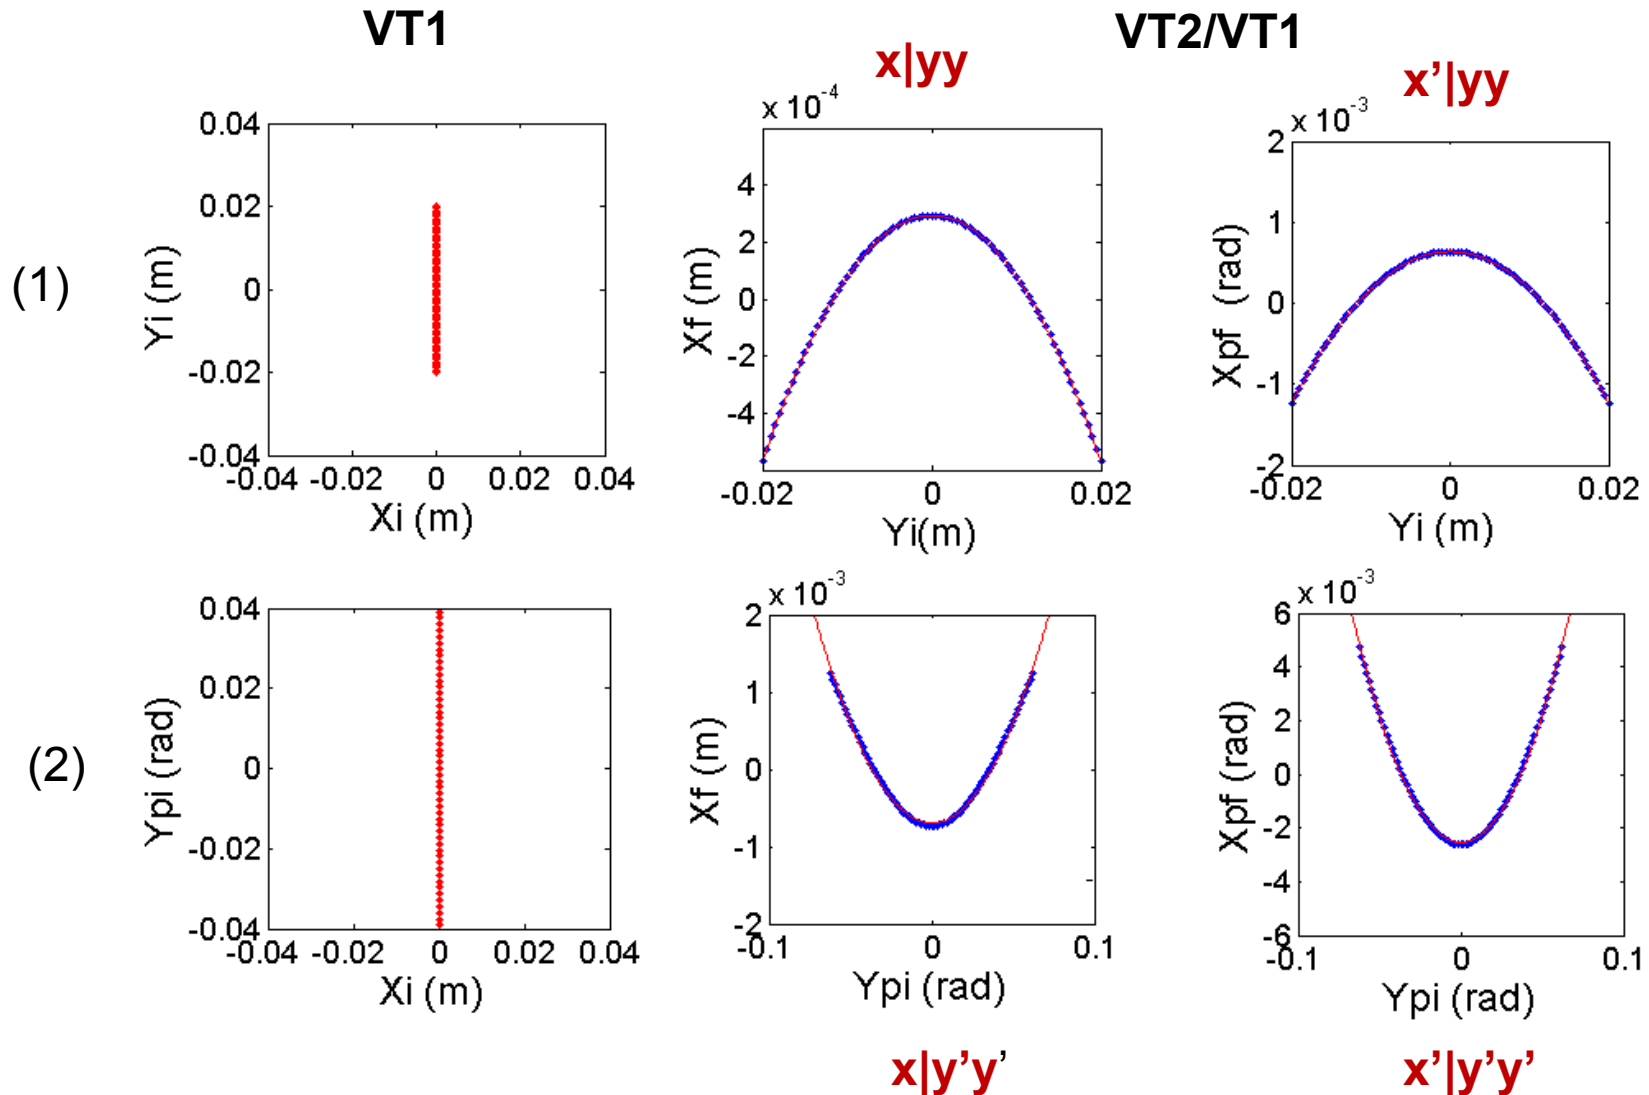 VT1
VT2/VT1
x|yy
x'|yy
(1)
0.04
0.02
0
-0.02
-0.04
-0.04 -0.02 0 0.02 0.04
Yi (m)
Xi (m)
x 10^-4
4
2
0
-2
-4
-0.02 0 0.02
Xf (m)
Yi(m)
x 10^-3
2
1
0
-1
-2
-0.02 0 0.02
Xpf (rad)
Yi (m)
(2)
0.04
0.02
0
-0.02
-0.04
-0.04 -0.02 0 0.02 0.04
Ypi (rad)
Xi (m)
x 10^-3
2
1
0
-1
-2
-0.1 0 0.1
Xf (m)
Ypi (rad)
x 10^-3
6
4
2
0
-2
-4
-6
-0.1 0 0.1
Xpf (rad)
Ypi (rad)
x|y'y'
x'|y'y'